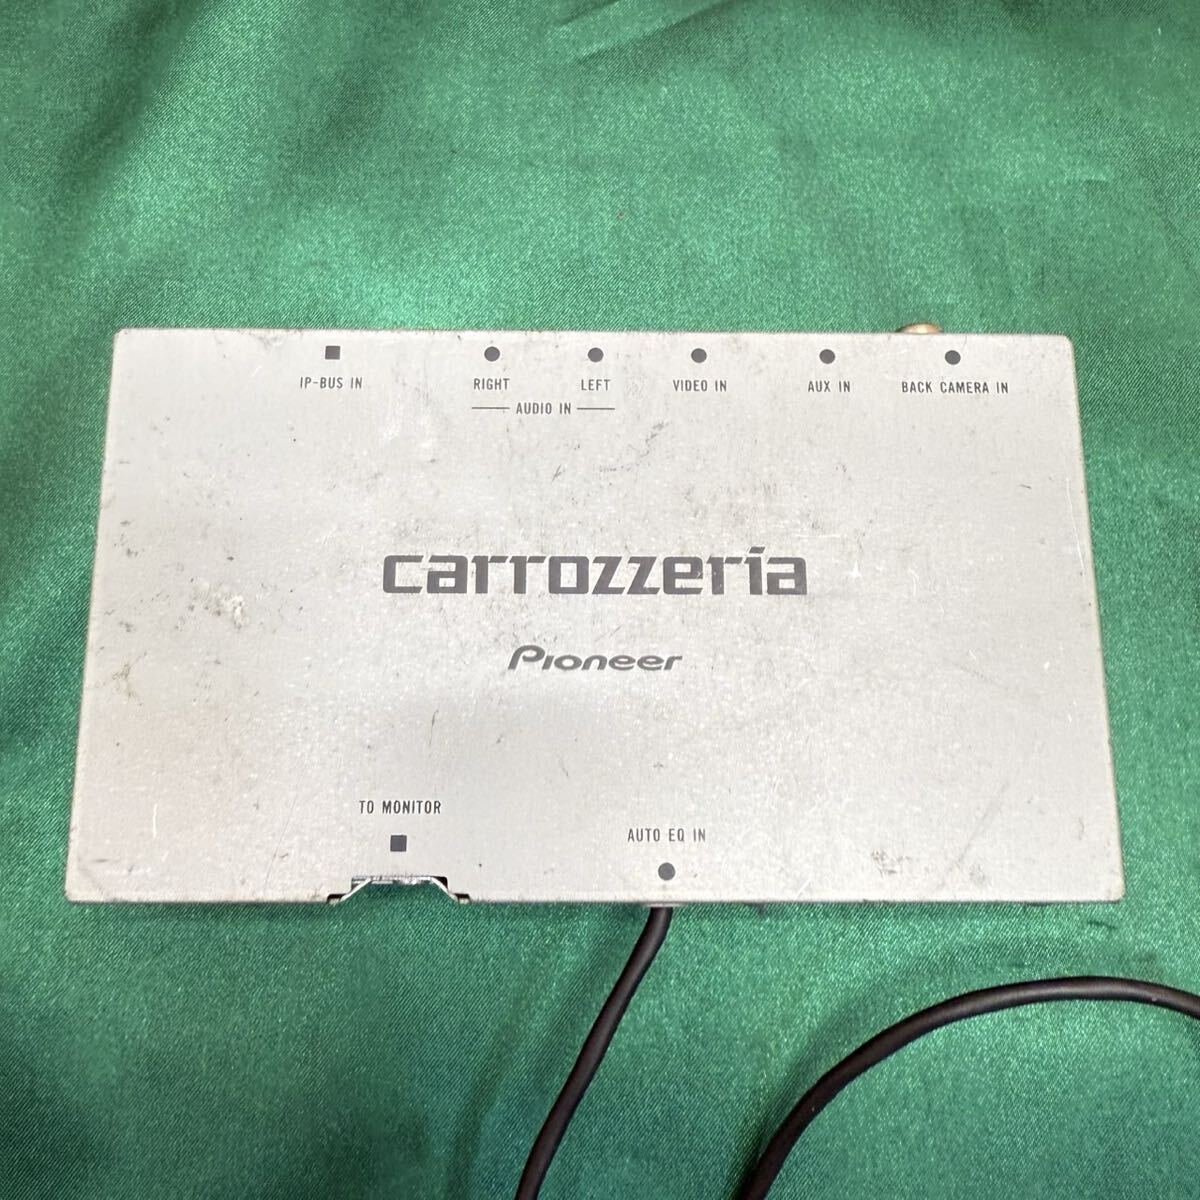 IP-BUS IN
RIGHT LEFT VIDEO IN AUX IN BACK CAMERA IN
AUDIO IN
carrozzeria
Pioneer
TO MONITOR
AUTO EQ IN